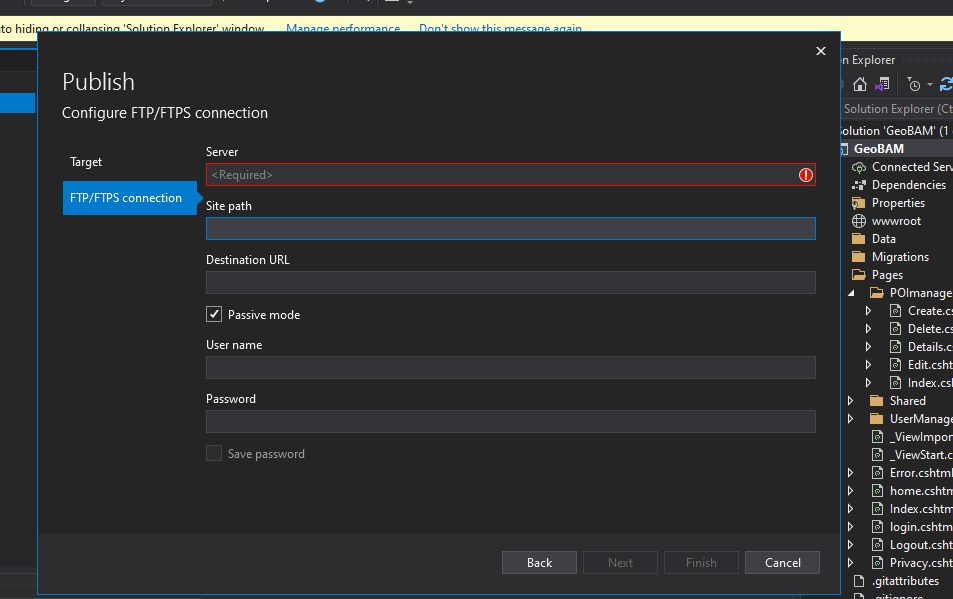 to hiding or collapsing 'Solution Explorer' window. Manage performance Don't show this message again
Publish
Configure FTP/FTPS connection
Target
FTP/FTPS connection
Server
<Required>
Site path
Destination URL
Passive mode
User name
Password
Save password
Back
Next
Finish
Cancel
n Explorer
Solution Explorer (Ct
olution 'GeoBAM' (1
GeoBAM
Connected Serv
Dependencies
Properties
wwwroot
Data
Migrations
Pages
POImanage
Create.cs
Delete.cs
Details.c
Edit.csht
Index.csh
Shared
UserManage
_ViewImpor
_ViewStart.c
Error.cshtml
home.cshtm
Index.cshtm
login.cshtm
Logout.csht
Privacy.csht
.gitattributes
.gitignore